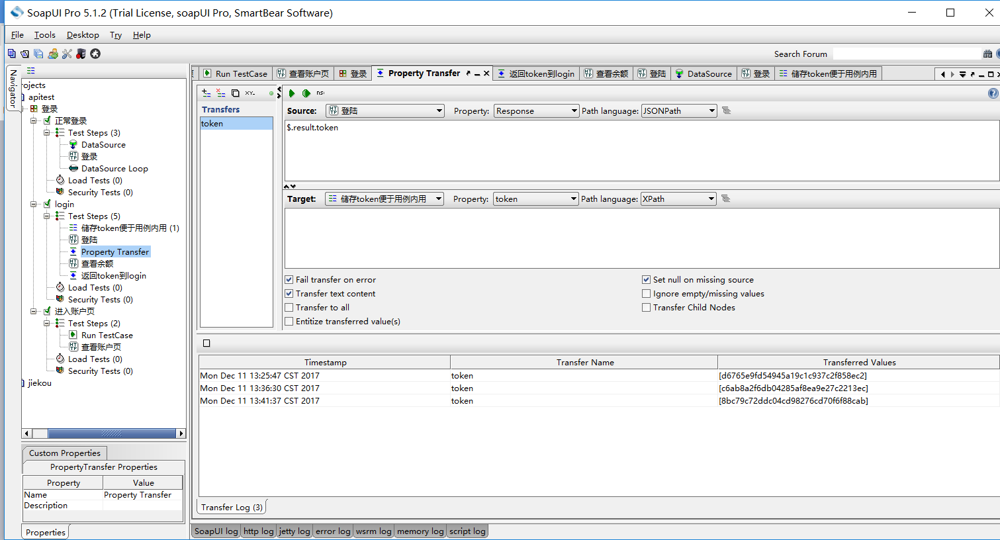 SoapUI Pro 5.1.2 (Trial License, soapUI Pro, SmartBear Software)
File Tools Desktop Try Help
Search Forum
Navigator
rojects
apitest
登录
正常登录
Test Steps (3)
DataSource
登录
DataSource Loop
Load Tests (0)
Security Tests (0)
login
Test Steps (5)
储存token便于用例内用 (1)
登陆
Property Transfer
查看余额
返回token到login
Load Tests (0)
Security Tests (0)
进入账户页
Test Steps (2)
Run TestCase
查看账户页
Load Tests (0)
Security Tests (0)
jiekou
Custom Properties
PropertyTransfer Properties
Property Value
Name Property Transfer
Description
Properties
Run TestCase 查看账户页 登录 Property Transfer 返回token到login 查看余额 登陆 DataSource 登录 储存token便于用例内用
XY-- ns:
Transfers
token
Source: 登陆 Property: Response Path language: JSONPath
$.result.token
Target: 储存token便于用例内用 Property: token Path language: XPath
Fail transfer on error Set null on missing source
Transfer text content Ignore empty/missing values
Transfer to all Transfer Child Nodes
Entitize transferred value(s)
Timestamp Transfer Name Transferred Values
Mon Dec 11 13:25:47 CST 2017 token [d6765e9fd54945a19c1c937c2f858ec2]
Mon Dec 11 13:36:30 CST 2017 token [c6ab8a2f6db04285af8ea9e27c2213ec]
Mon Dec 11 13:41:37 CST 2017 token [8bc79c72ddc04cd98276cd70f6f88cab]
Transfer Log (3)
SoapUI log http log jetty log error log wsrm log memory log script log